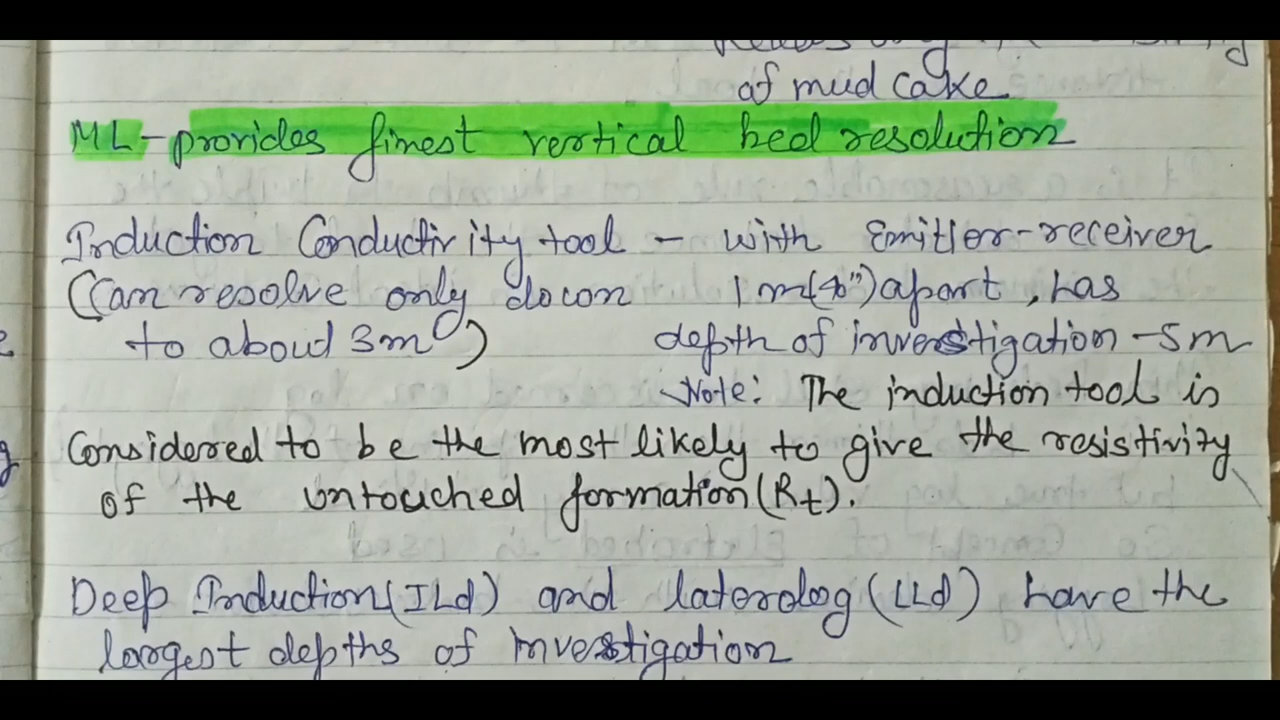 of mud cake
ML-provides finest vertical bed resolution
Induction Conductivity tool - with Emitter-receiver
(Can resolve only down 1m(40") apart, has
to about 3m) depth of investigation -5m
Note: The induction tool is
Considered to be the most likely to give the resistivity
of the untouched formation (Rt).
Deep Induction (ILd) and laterolog (LLd) have the
largest depths of investigation